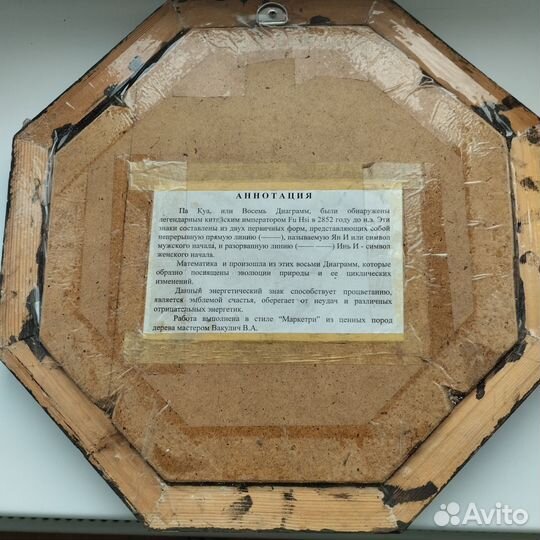 АННОТАЦИЯ
Па Куа, или Восемь Диаграмм, были обнаружены
легендарным китайским императором Fu Hsi в 2852 году до н.э. Эти
знаки составлены из двух первичных форм, представляющих собой
непрерывную прямую линию (———), называемую Ян И или символ
мужского начала, и разорванную линию (—— ——) Инь И - символ
женского начала.
Математика и произошла из этих восьми Диаграмм, которые
образно посвящены эволюции природы и ее циклических
изменений.
Данный энергетический знак способствует процветанию,
является эмблемой счастья, оберегает от неудач и различных
отрицательных энергетик.
Работа выполнена в стиле "Маркетри" из ценных пород
дерева мастером Вакулич В.А.
Avito